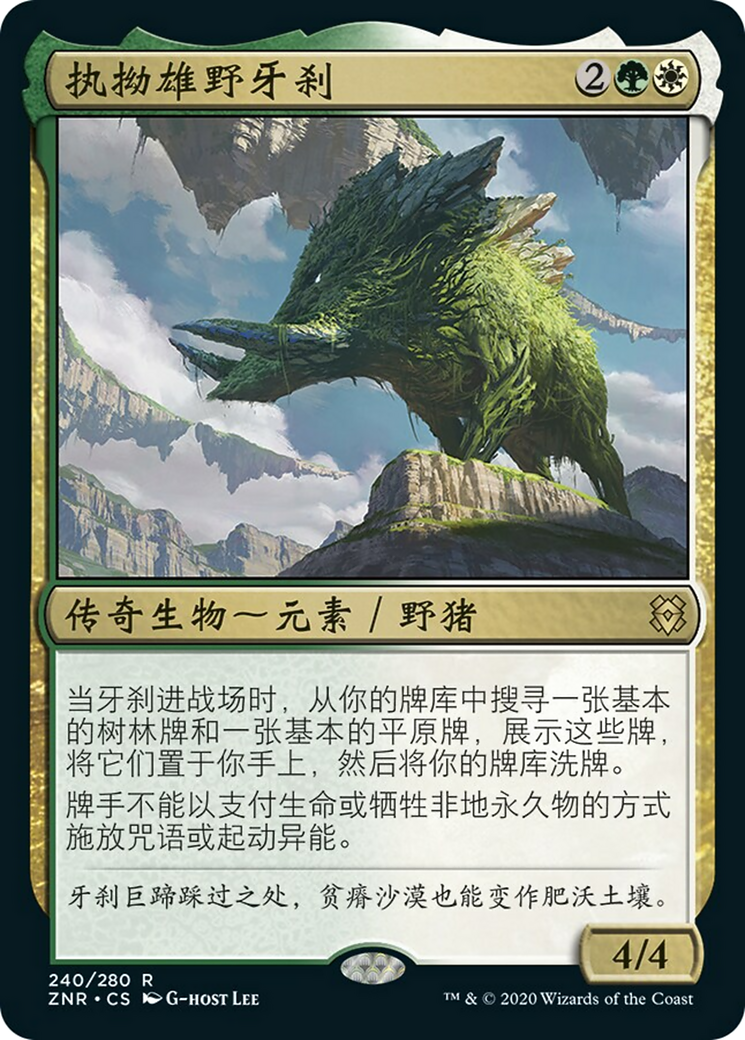 执拗雄野牙刹
2
传奇生物～元素／野猪
当牙刹进战场时，从你的牌库中搜寻一张基本
的树林牌和一张基本的平原牌，展示这些牌，
将它们置于你手上，然后将你的牌库洗牌。
牌手不能以支付生命或牺牲非地永久物的方式
施放咒语或起动异能。
牙刹巨蹄踩过之处，贫瘠沙漠也能变作肥沃土壤。
4/4
240/280 R
ZNR • CS G-HOST LEE
™ & © 2020 Wizards of the Coast